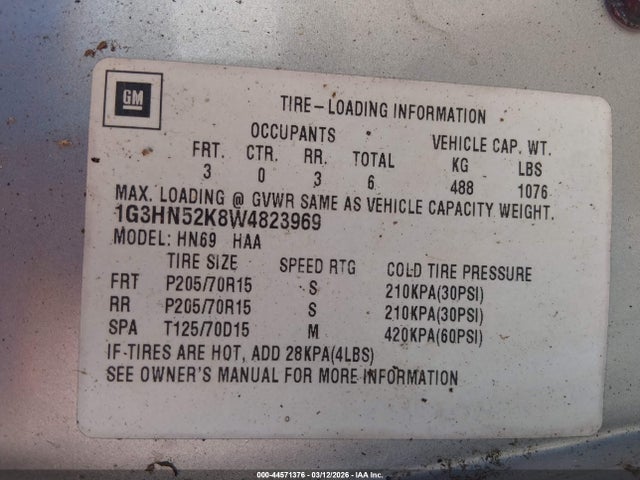 GM
TIRE-LOADING INFORMATION
OCCUPANTS VEHICLE CAP. WT.
FRT. CTR. RR. TOTAL KG LBS
3 0 3 6 488 1076
MAX. LOADING @ GVWR SAME AS VEHICLE CAPACITY WEIGHT.
1G3HN52K8W4823969
MODEL: HN69 HAA
TIRE SIZE SPEED RTG COLD TIRE PRESSURE
FRT P205/70R15 S 210KPA(30PSI)
RR P205/70R15 S 210KPA(30PSI)
SPA T125/70D15 M 420KPA(60PSI)
IF TIRES ARE HOT, ADD 28KPA(4LBS)
SEE OWNER'S MANUAL FOR MORE INFORMATION
000-44571376 - 03/12/2026 - IAA Inc.